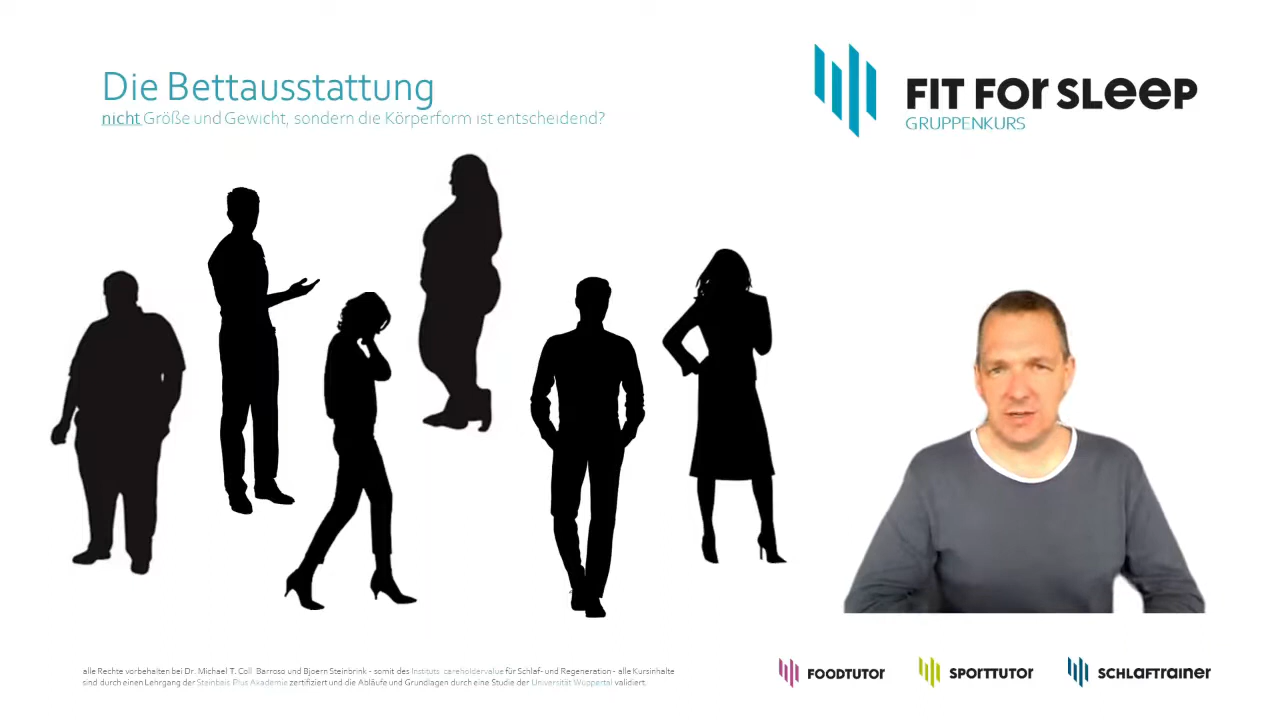 Die Bettausstattung
nicht Größe und Gewicht, sondern die Körperform ist entscheidend?
FIT FOr SLeeP
GRUPPENKURS
alle Rechte vorbehalten bei Dr. Michael T. Coll Barroso und Bjoern Steinbrink - somit des Instituts careholdervalue für Schlaf- und Regeneration - alle Kursinhalte
sind durch einen Lehrgang der Steinbeis Plus Akademie zertifiziert und die Abläufe und Grundlagen durch eine Studie der Universität Wuppertal validiert.
FOODTUTOR
SPOrTTUTOr
SCHLAFTrAINer